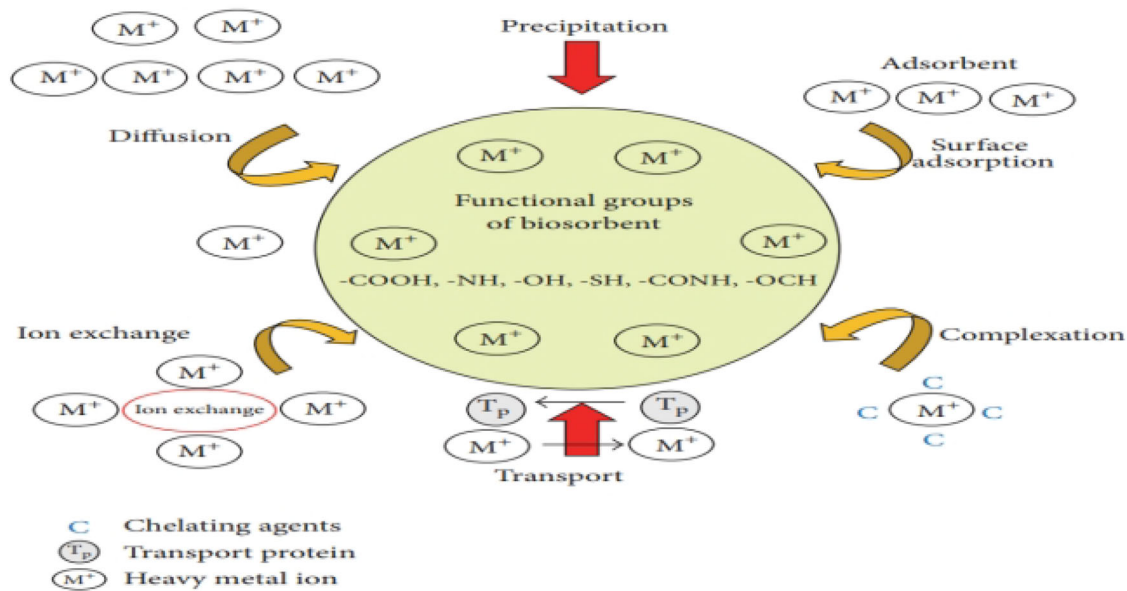 M⁺ M⁺
Precipitation
M⁺ M⁺ M⁺ M⁺
Adsorbent
M⁺ M⁺ M⁺
Diffusion
Surface
adsorption
M⁺ M⁺
Functional groups
of biosorbent
M⁺ M⁺ M⁺
-COOH, -NH, -OH, -SH, -CONH, -OCH
Ion exchange
M⁺ M⁺
Complexation
M⁺
C
M⁺ Ion exchange M⁺
Tp Tp
C M⁺ C
M⁺ M⁺
C
M⁺
Transport
C Chelating agents
Tp Transport protein
M⁺ Heavy metal ion